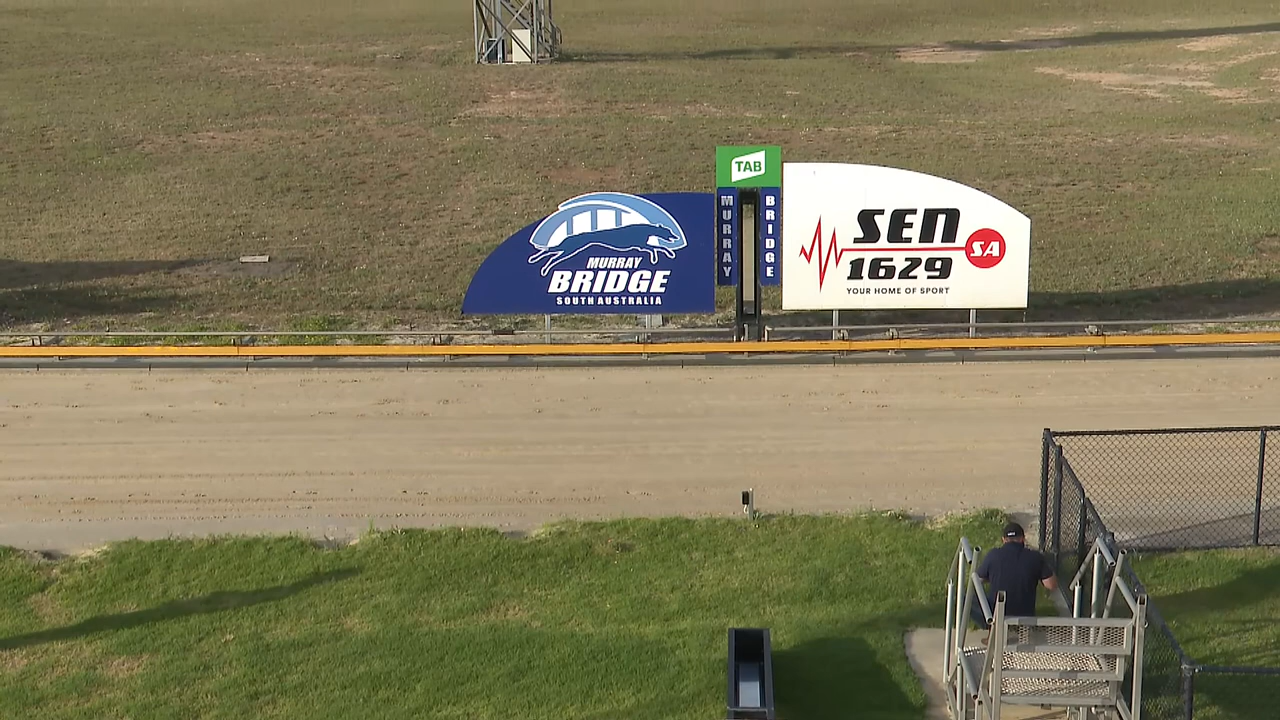 TAB
MURRAY
BRIDGE
MURRAY
BRIDGE
SOUTH AUSTRALIA
SEN
SA
1629
YOUR HOME OF SPORT